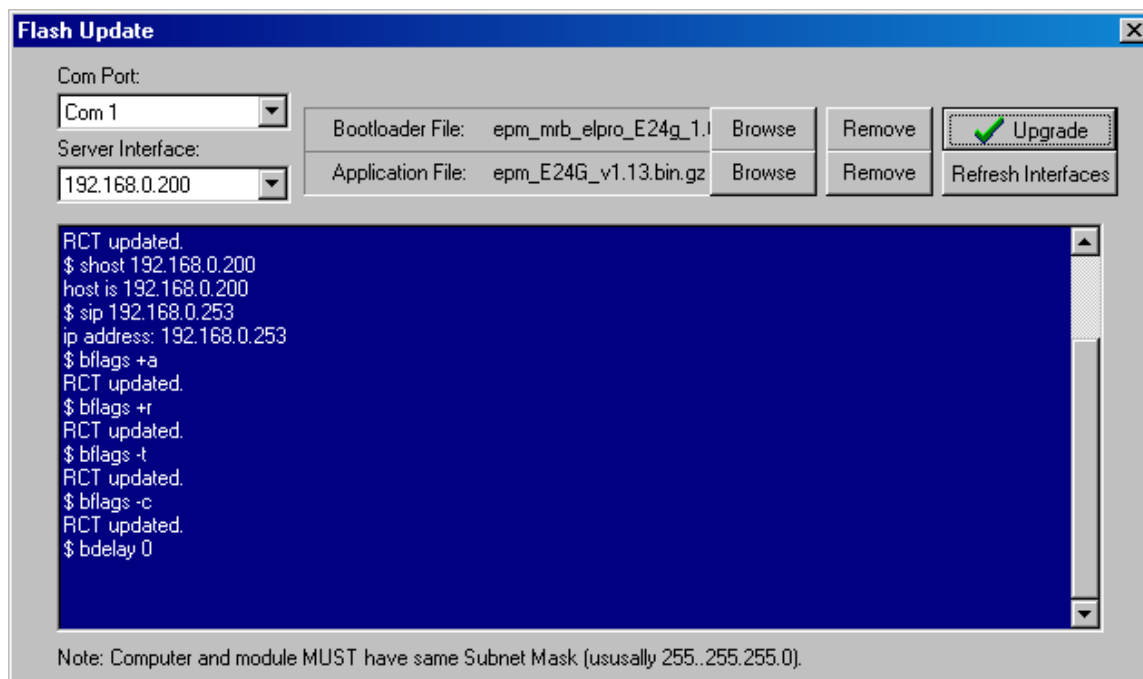 Flash Update
Com Port:
Com 1
Server Interface:
192.168.0.200
Bootloader File: epm_mrb_elpro_E24g_1. Browse Remove Upgrade
Application File: epm_E24G_v1.13.bin.gz Browse Remove Refresh Interfaces
RCT updated.
$ shost 192.168.0.200
host is 192.168.0.200
$ sip 192.168.0.253
ip address: 192.168.0.253
$ bflags +a
RCT updated.
$ bflags +r
RCT updated.
$ bflags -t
RCT updated.
$ bflags -c
RCT updated.
$ bdelay 0
Note: Computer and module MUST have same Subnet Mask (ususally 255..255.255.0).